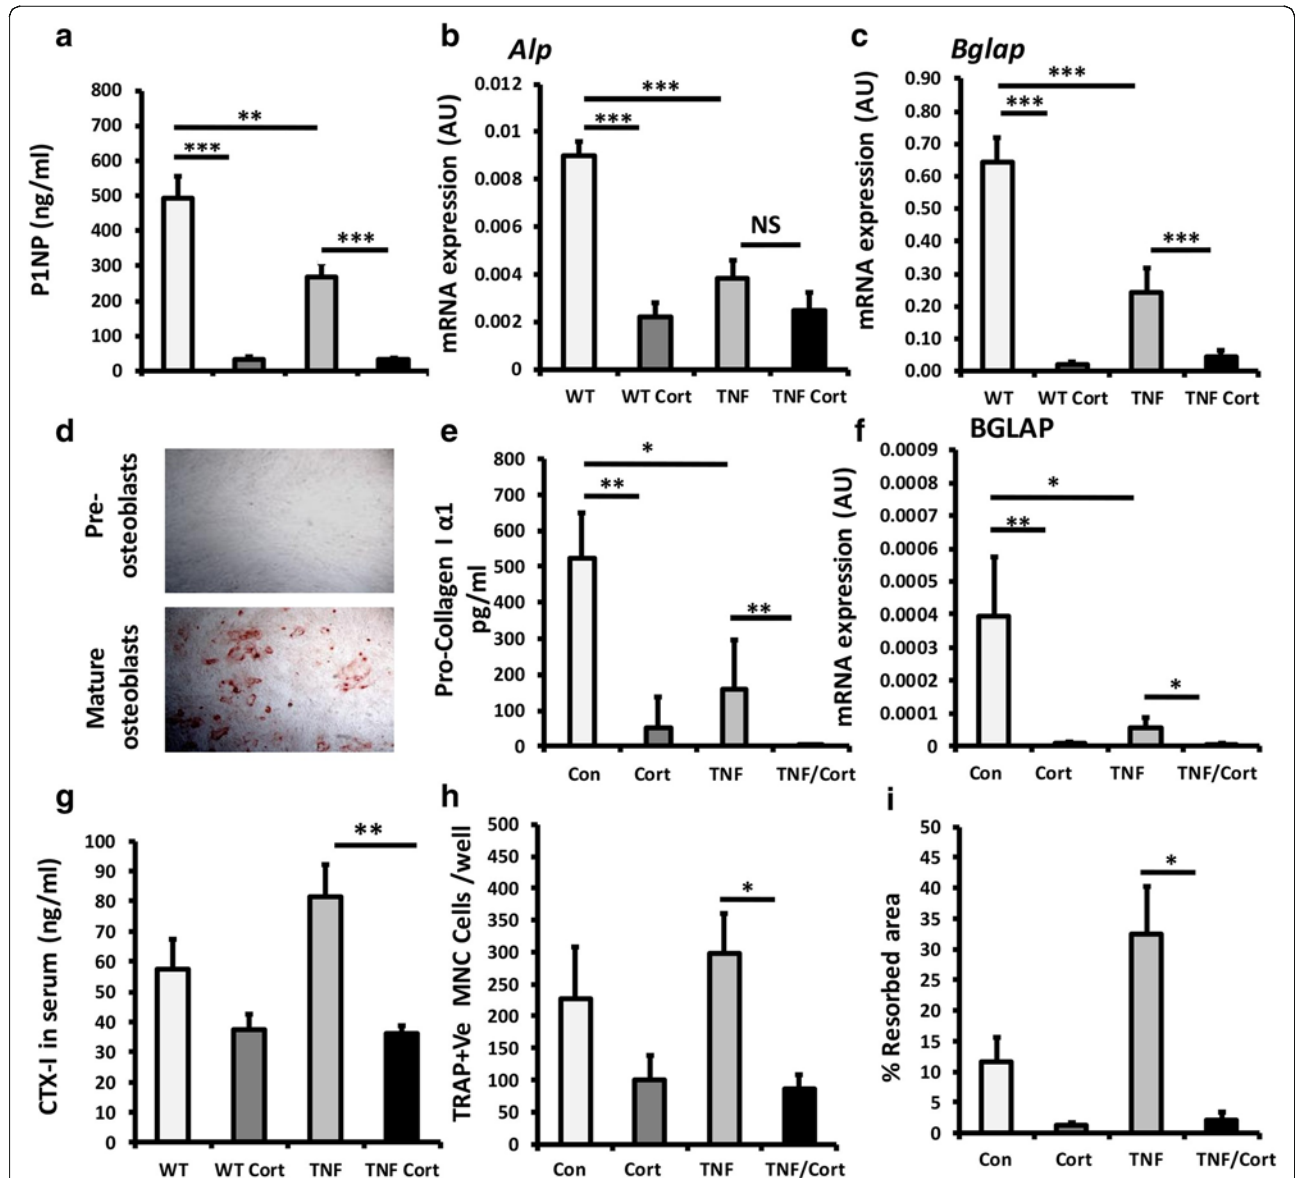 a
P1NP (ng/ml)
800
700
600
500
400
300
200
100
0
***
**
***
b
Alp
mRNA expression (AU)
0.012
0.01
0.008
0.006
0.004
0.002
0
***
***
NS
WT WT Cort TNF TNF Cort
c
Bglap
mRNA expression (AU)
0.90
0.80
0.70
0.60
0.50
0.40
0.30
0.20
0.10
0.00
***
***
***
WT WT Cort TNF TNF Cort
d
Pre-
osteoblasts
Mature
osteoblasts
e
Pro-Collagen I α1
pg/ml
800
700
600
500
400
300
200
100
0
*
**
**
Con Cort TNF TNF/Cort
f
BGLAP
mRNA expression (AU)
0.0009
0.0008
0.0007
0.0006
0.0005
0.0004
0.0003
0.0002
0.0001
0
*
**
*
Con Cort TNF TNF/Cort
g
CTX-I in serum (ng/ml)
100
90
80
70
60
50
40
30
20
10
0
**
WT WT Cort TNF TNF Cort
h
TRAP+Ve MNC Cells /well
500
450
400
350
300
250
200
150
100
50
0
*
Con Cort TNF TNF/Cort
i
% Resorbed area
50
45
40
35
30
25
20
15
10
5
0
*
Con Cort TNF TNF/Cort